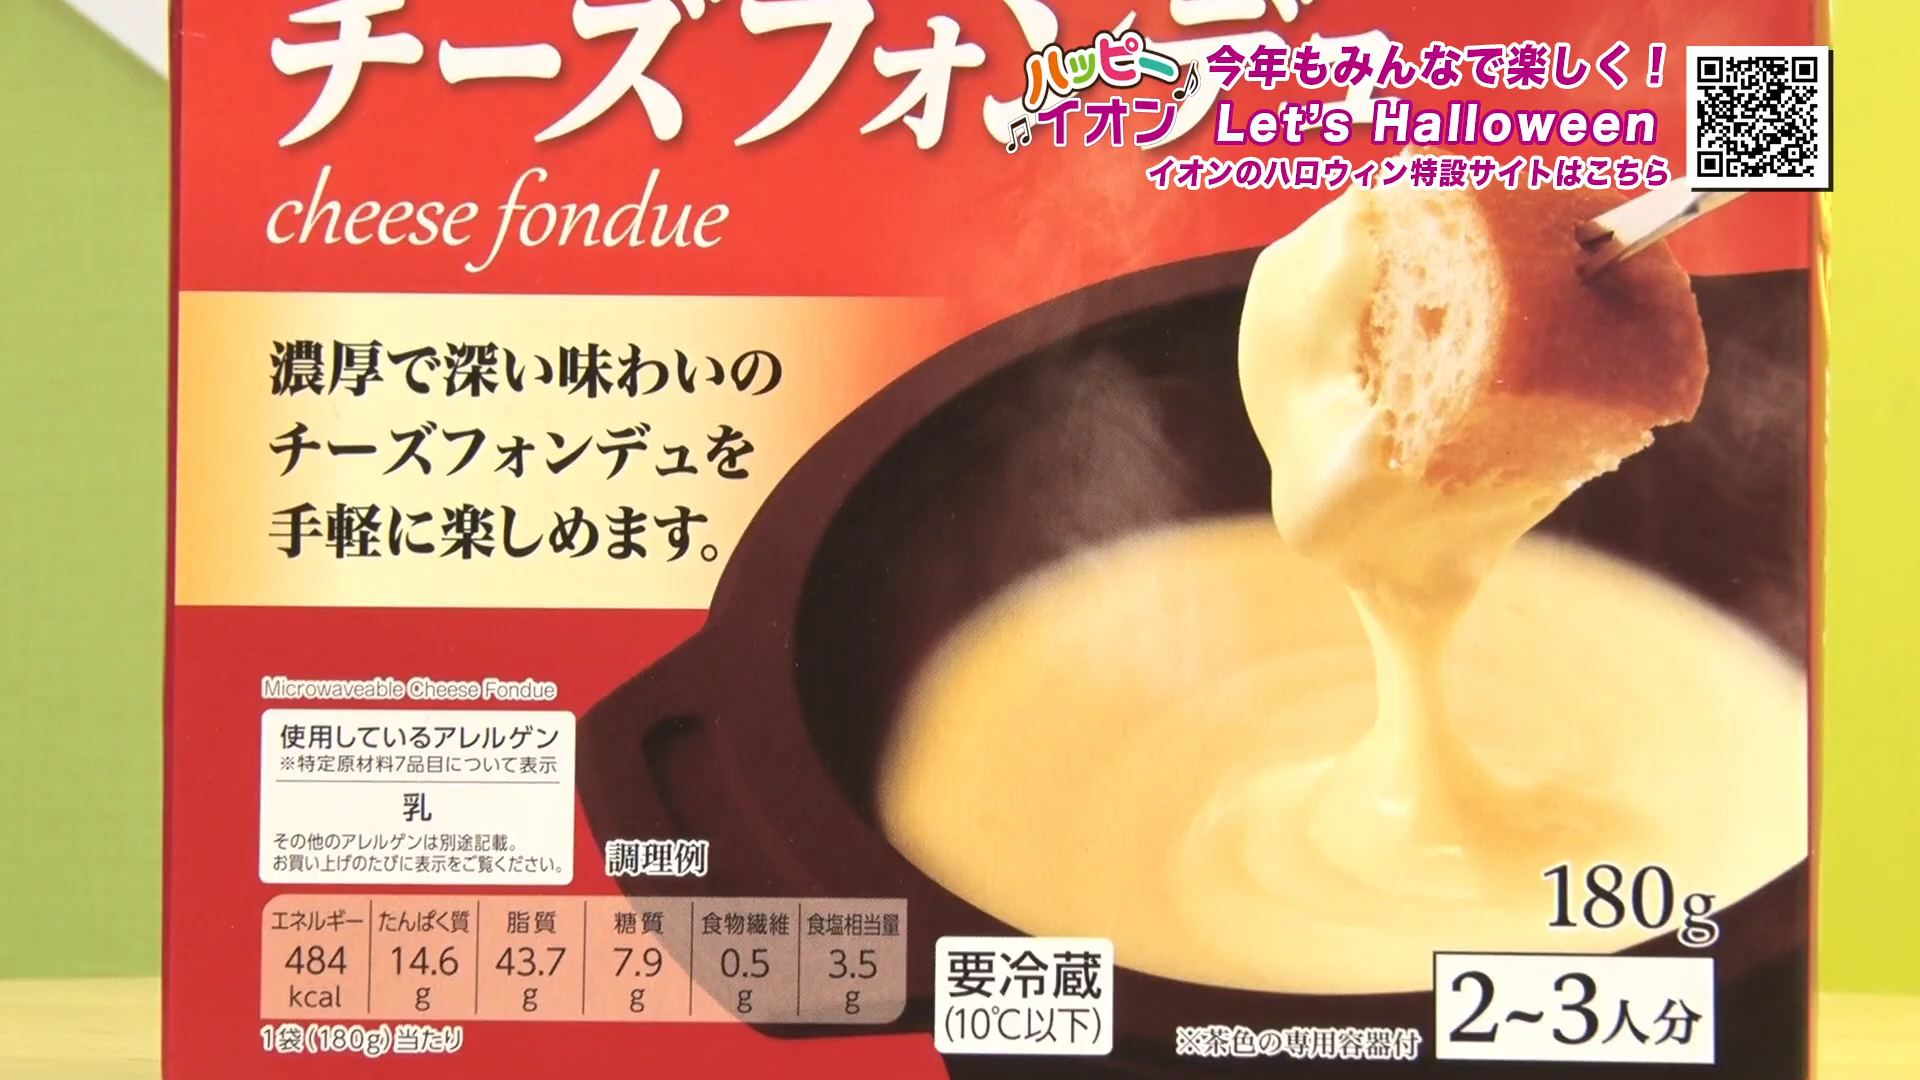 チーズフォンデュ
cheese fondue
ハッピー
イオン
今年もみんなで楽しく！
Let's Halloween
イオンのハロウィン特設サイトはこちら
濃厚で深い味わいの
チーズフォンデュを
手軽に楽しめます。
Microwaveable Cheese Fondue
使用しているアレルゲン
※特定原材料7品目について表示
乳
その他のアレルゲンは別途記載。
お買い上げのたびに表示をご覧ください。
調理例
エネルギー たんぱく質 脂質 糖質 食物繊維 食塩相当量
484 14.6 43.7 7.9 0.5 3.5
kcal g g g g g
1袋(180g)当たり
要冷蔵
(10℃以下)
180g
※茶色の専用容器付
2~3人分